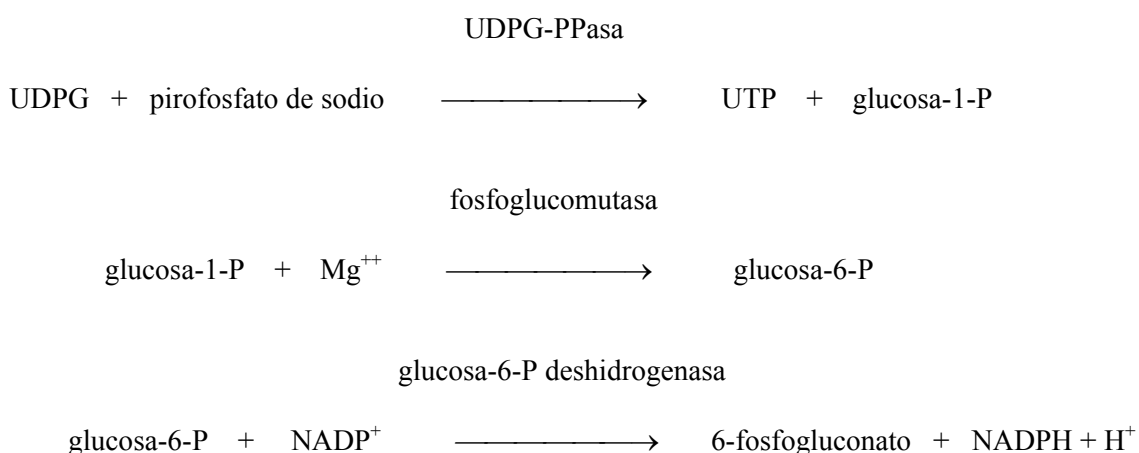 UDPG-PPasa
UDPG + pirofosfato de sodio ⟶ UTP + glucosa-1-P
fosfoglucomutasa
glucosa-1-P + Mg⁺⁺ ⟶ glucosa-6-P
glucosa-6-P deshidrogenasa
glucosa-6-P + NADP⁺ ⟶ 6-fosfogluconato + NADPH + H⁺